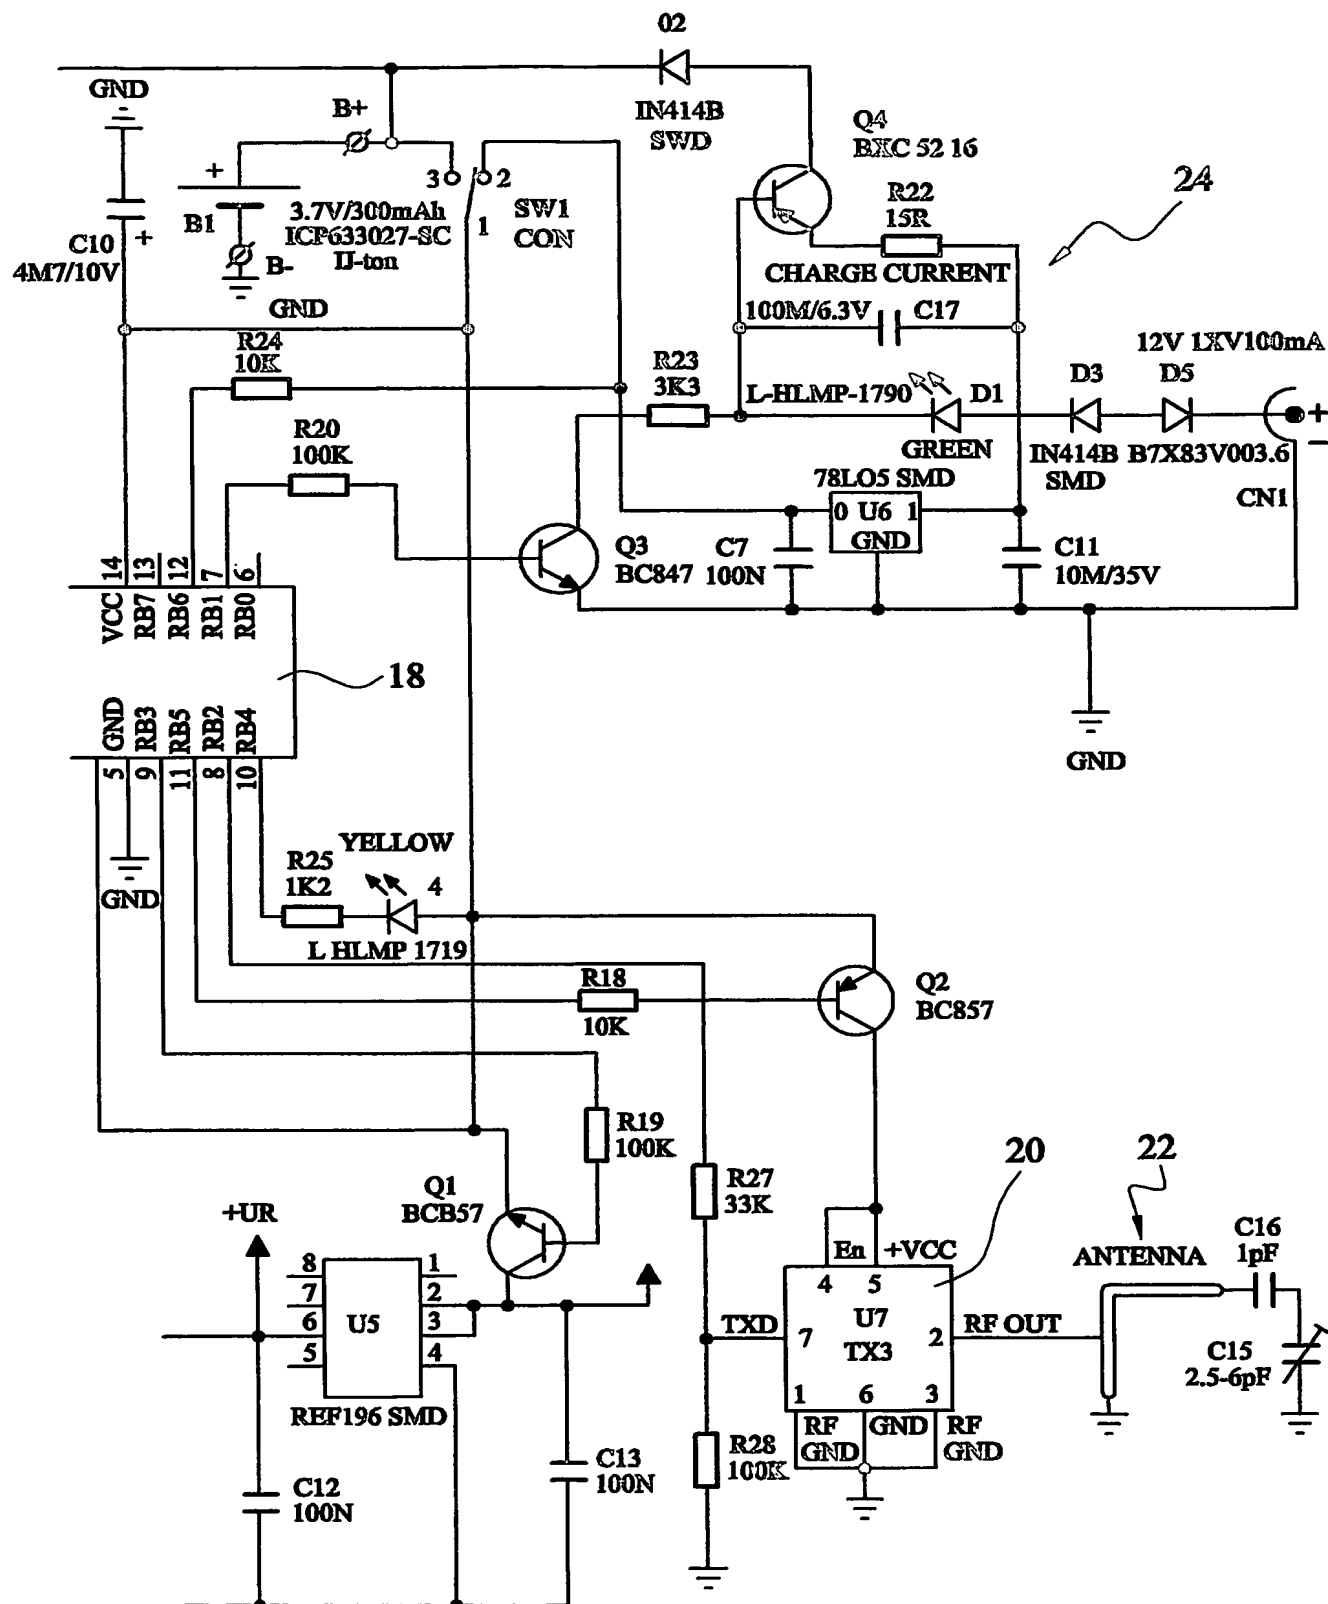 02
GND
B+
IN414B
SWD
Q4
BXC 52 16
24
+
3 2
R22
15R
B1
3.7V/300mAh
ICP633027-SC
IJ-ton
1
SW1
CON
C10
+
4M7/10V
B-
CHARGE CURRENT
GND
100M/6.3V C17
R24
10K
R23
3K3
12V 1XV100mA
L-HLMP-1790
D1
D3
D5
+
−
R20
100K
GREEN
IN414B
SMD
B7X83V003.6
CN1
78LO5 SMD
0 U6 1
GND
Q3
BC847
C7
100N
C11
10M/35V
14 13 12 7 6
VCC RB7 RB6 RB1 RB0
18
GND RB3 RB5 RB2 RB4
5 9 11 8 10
GND
GND
YELLOW
R25
1K2
4
L HLMP 1719
R18
10K
Q2
BC857
R19
100K
20
22
R27
33K
Q1
BCB57
+UR
C16
1pF
ANTENNA
En +VCC
4 5
8 1
7 2
6 U5 3
5 4
U7
TX3
TXD
7 2
RF OUT
C15
2.5-6pF
1 6 3
REF196 SMD
RF
GND
GND
RF
GND
R28
100K
C13
100N
C12
100N